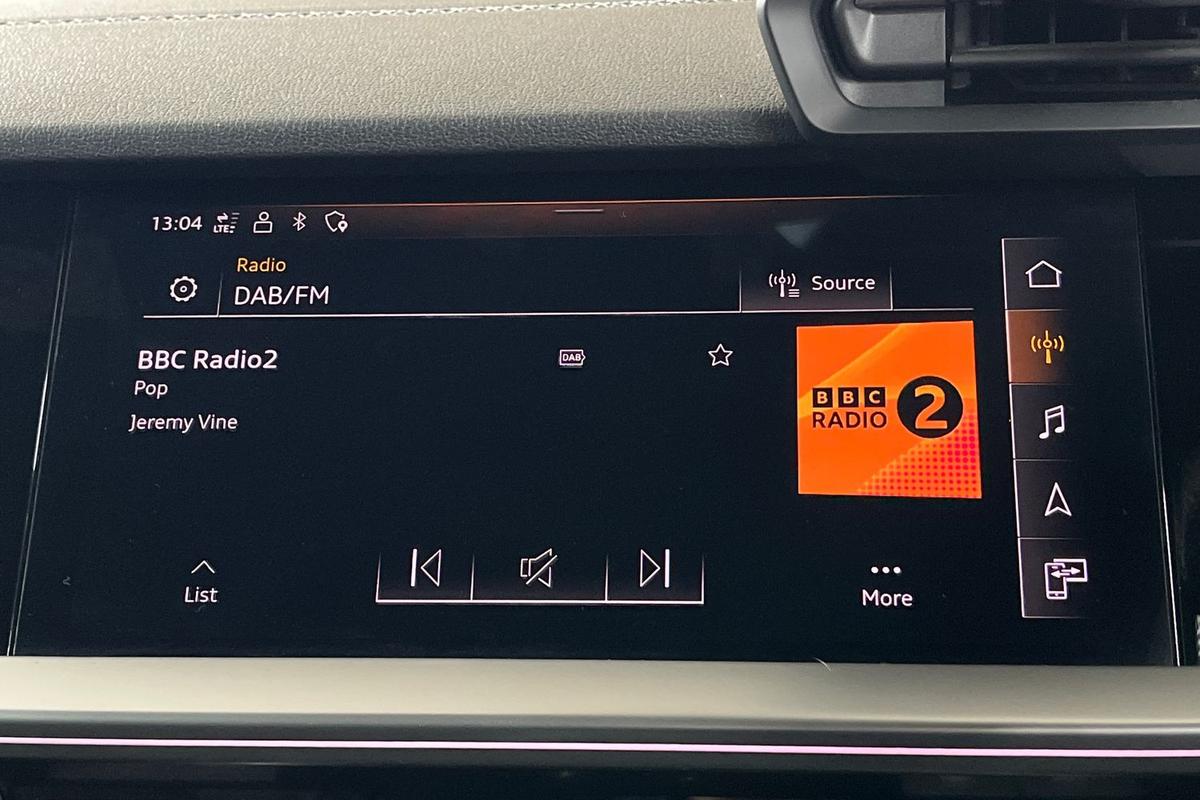 13:04 LTE
Radio
DAB/FM
Source
BBC Radio2
DAB
Pop
Jeremy Vine
BBC
RADIO 2
List
More